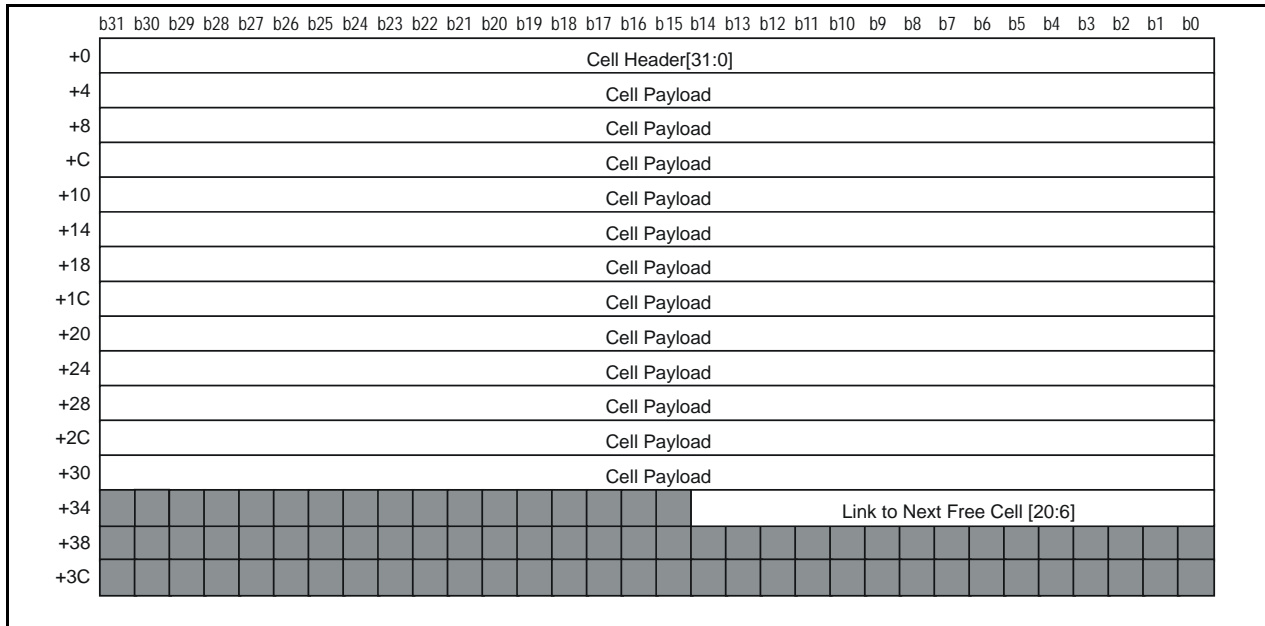 b31 b30 b29 b28 b27 b26 b25 b24 b23 b22 b21 b20 b19 b18 b17 b16 b15 b14 b13 b12 b11 b10 b9 b8 b7 b6 b5 b4 b3 b2 b1 b0
+0 Cell Header[31:0]
+4 Cell Payload
+8 Cell Payload
+C Cell Payload
+10 Cell Payload
+14 Cell Payload
+18 Cell Payload
+1C Cell Payload
+20 Cell Payload
+24 Cell Payload
+28 Cell Payload
+2C Cell Payload
+30 Cell Payload
+34 Link to Next Free Cell [20:6]
+38
+3C